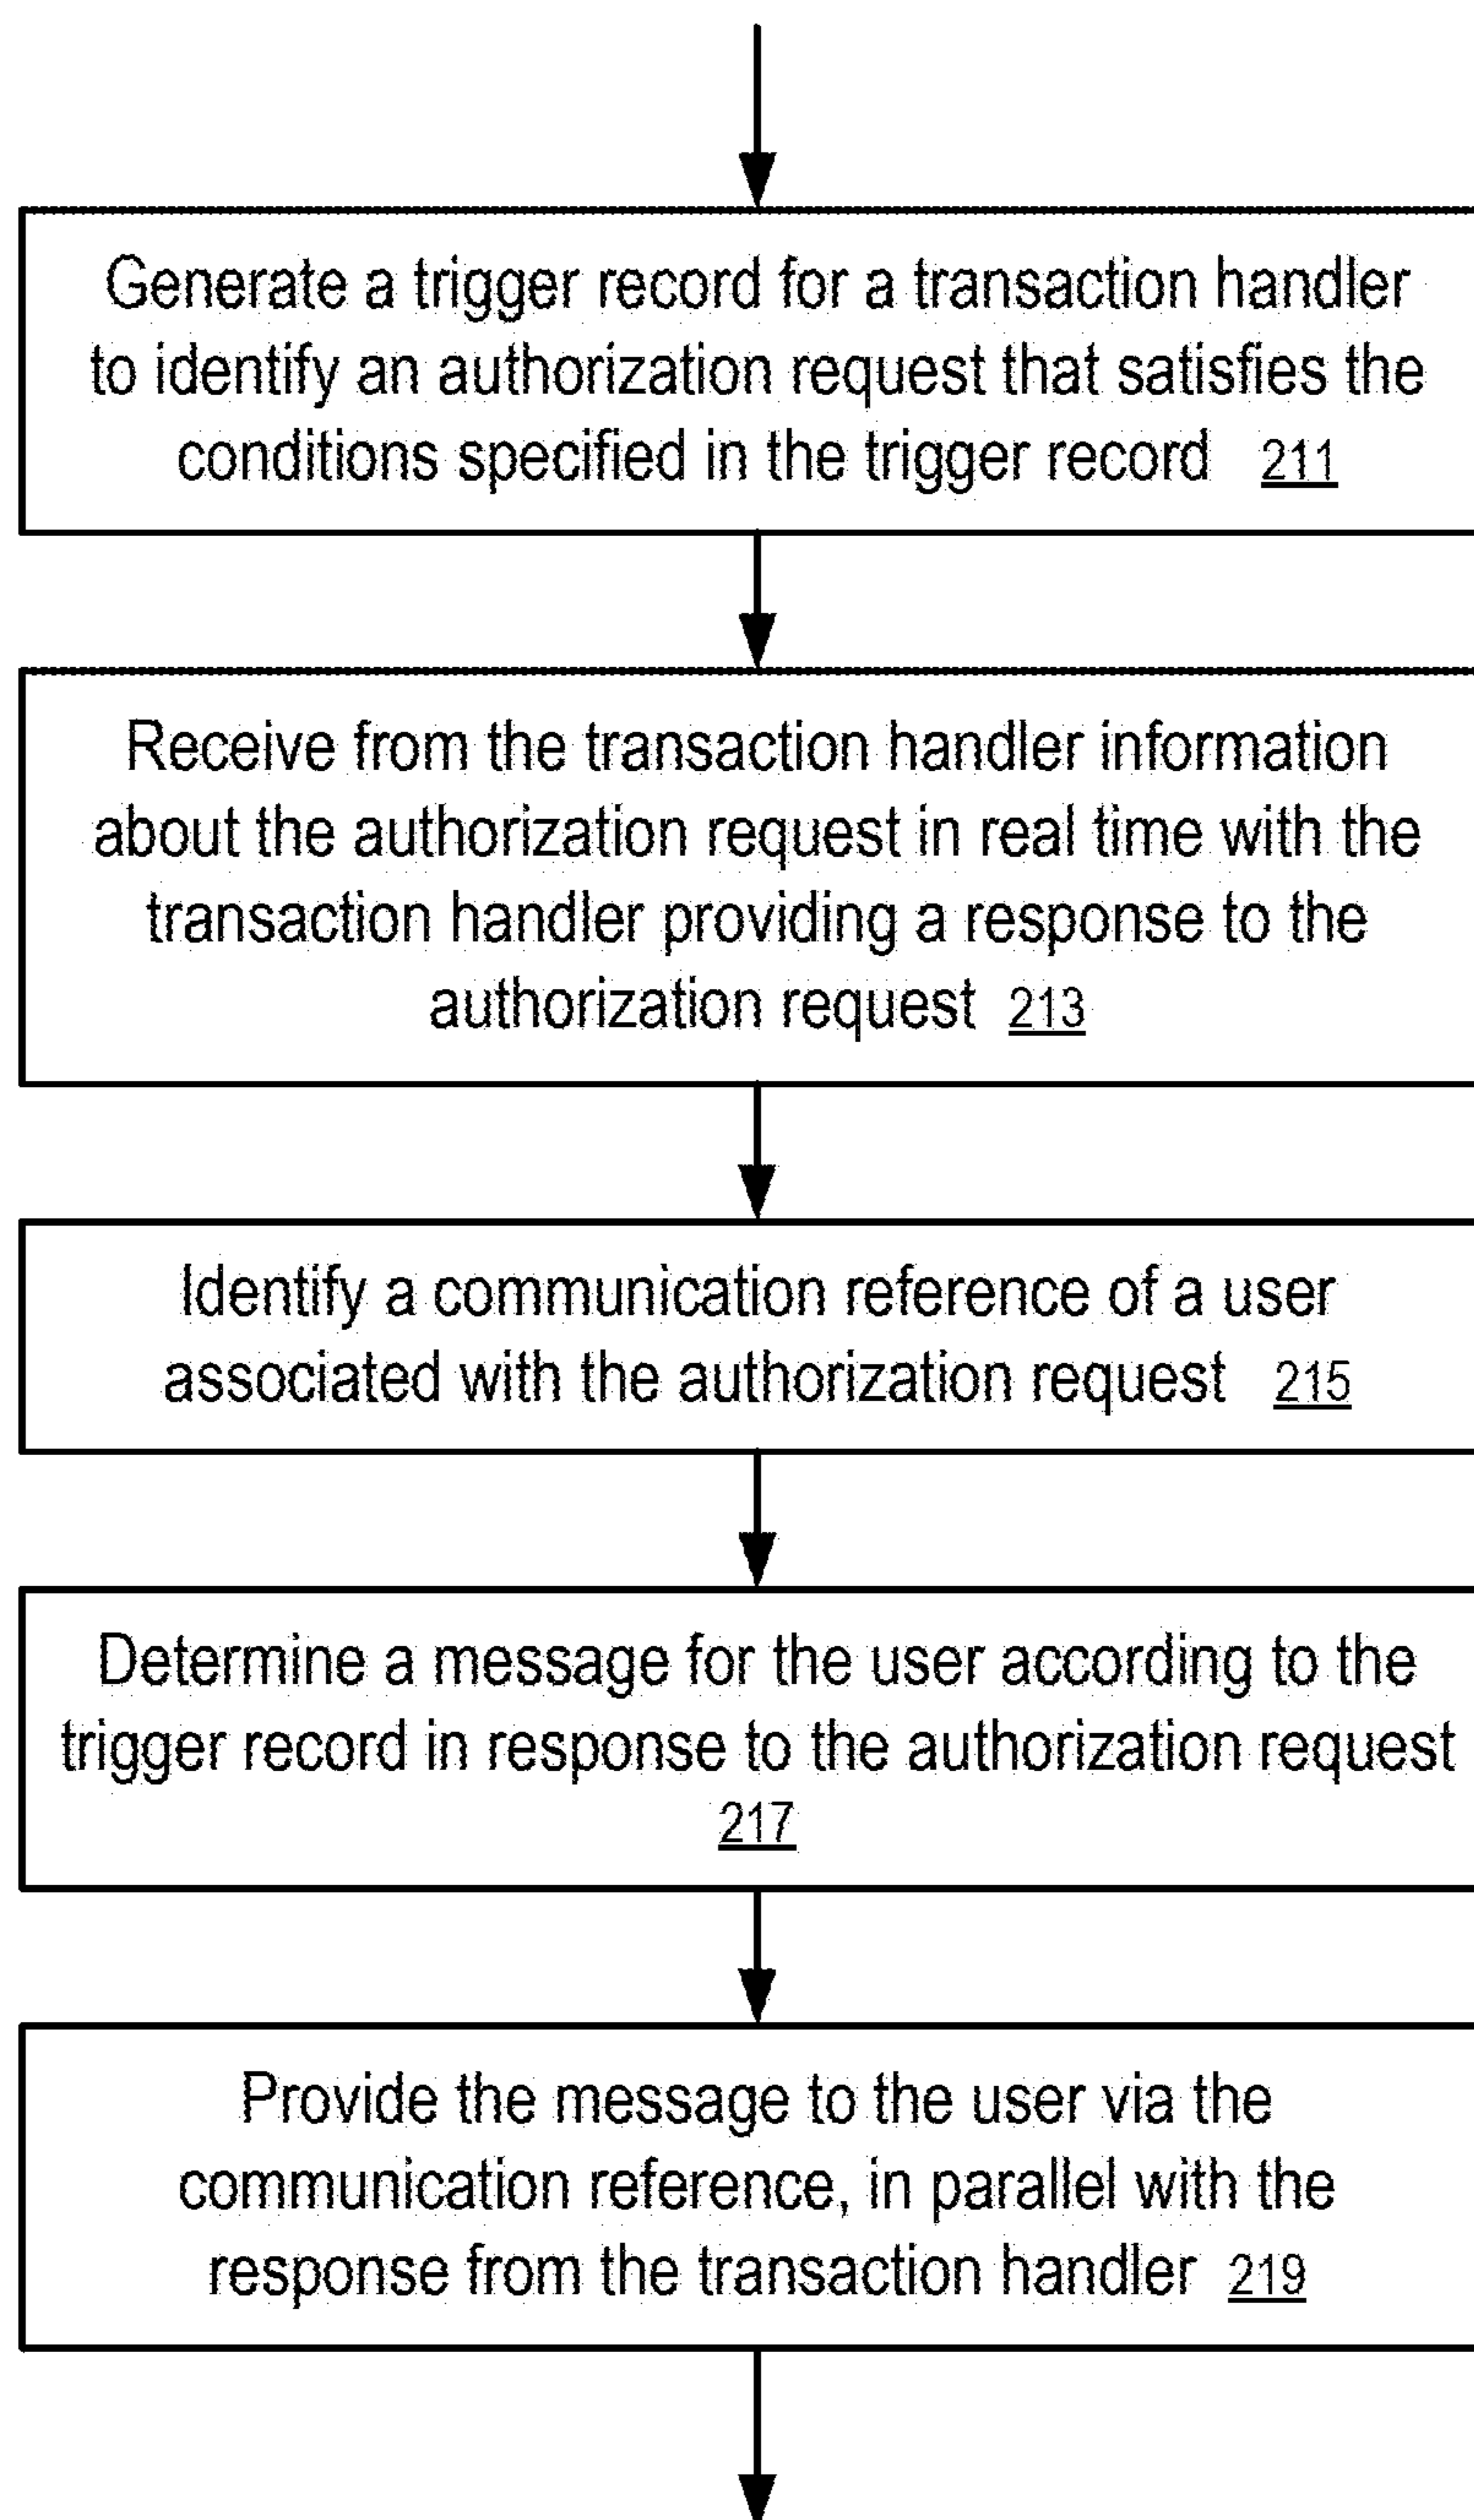 Generate a trigger record for a transaction handler
to identify an authorization request that satisfies the
conditions specified in the trigger record 211
Receive from the transaction handler information
about the authorization request in real time with the
transaction handler providing a response to the
authorization request 213
Identify a communication reference of a user
associated with the authorization request 215
Determine a message for the user according to the
trigger record in response to the authorization request
217
Provide the message to the user via the
communication reference, in parallel with the
response from the transaction handler 219